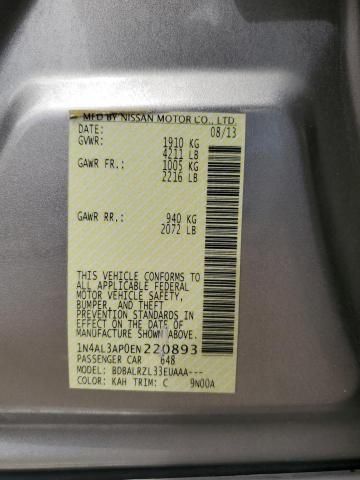 MFD BY NISSAN MOTOR CO., LTD.
DATE: 08/13
GVWR: 1910 KG
4211 LB
GAWR FR.: 1005 KG
2216 LB
GAWR RR.: 940 KG
2072 LB
THIS VEHICLE CONFORMS TO
ALL APPLICABLE FEDERAL
MOTOR VEHICLE SAFETY,
BUMPER, AND THEFT
PREVENTION STANDARDS IN
EFFECT ON THE DATE OF
MANUFACTURE SHOWN ABOVE.
1N4AL3AP0EN220893
PASSENGER CAR 648
MODEL: BDBALRZL33EUAAA---
COLOR: KAH TRIM: C 9N00A